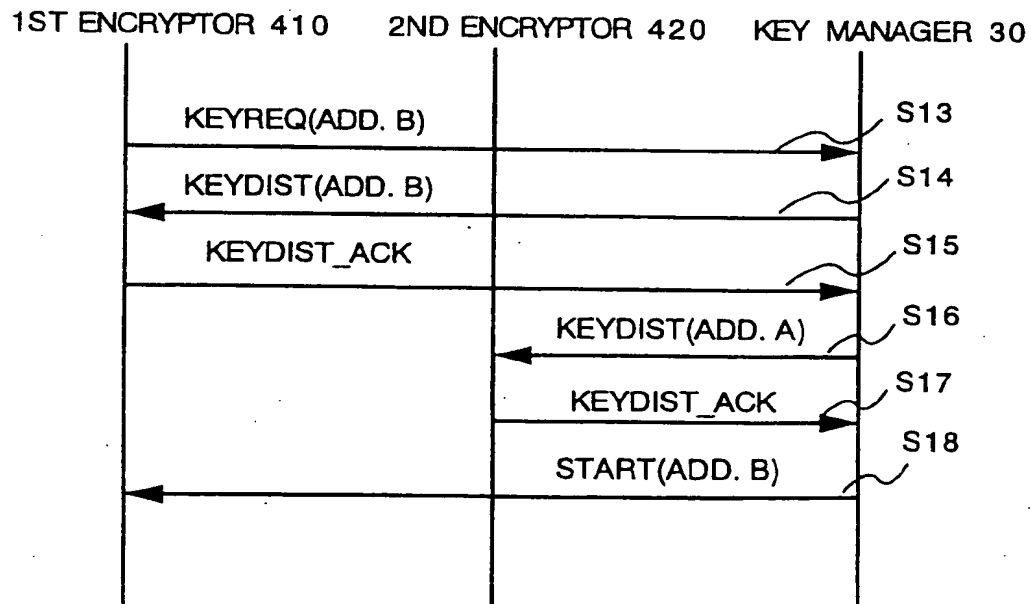 1ST ENCRYPTOR 410 2ND ENCRYPTOR 420 KEY MANAGER 30
KEYREQ(ADD. B) S13
KEYDIST(ADD. B) S14
KEYDIST_ACK S15
KEYDIST(ADD. A) S16
KEYDIST_ACK S17
START(ADD. B) S18